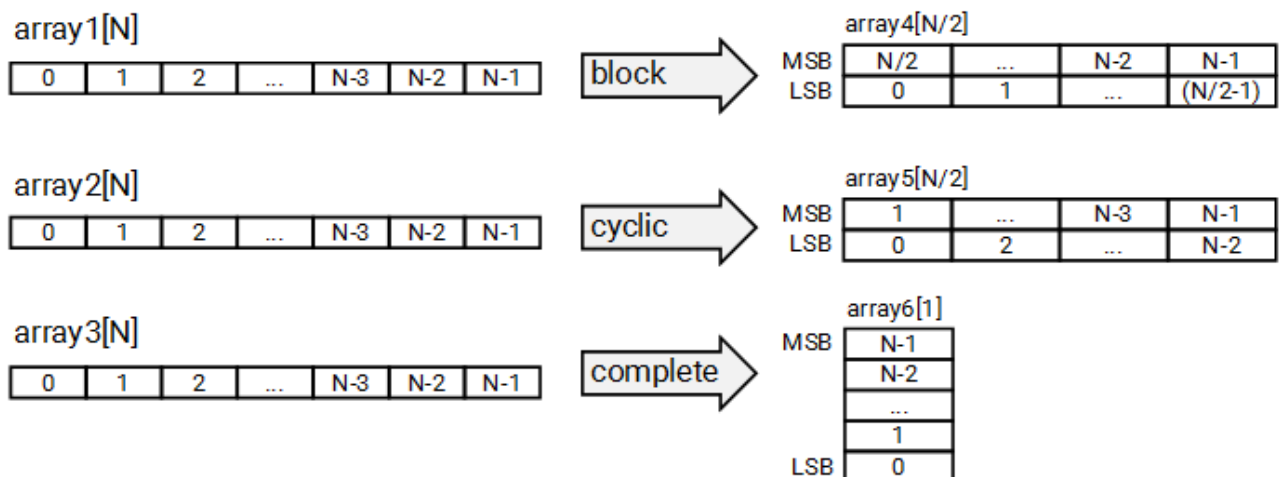 array1[N]
0 1 2 ... N-3 N-2 N-1
block
array4[N/2]
MSB N/2 ... N-2 N-1
LSB 0 1 ... (N/2-1)
array2[N]
0 1 2 ... N-3 N-2 N-1
cyclic
array5[N/2]
MSB 1 ... N-3 N-1
LSB 0 2 ... N-2
array3[N]
0 1 2 ... N-3 N-2 N-1
complete
array6[1]
MSB N-1
N-2
...
1
LSB 0